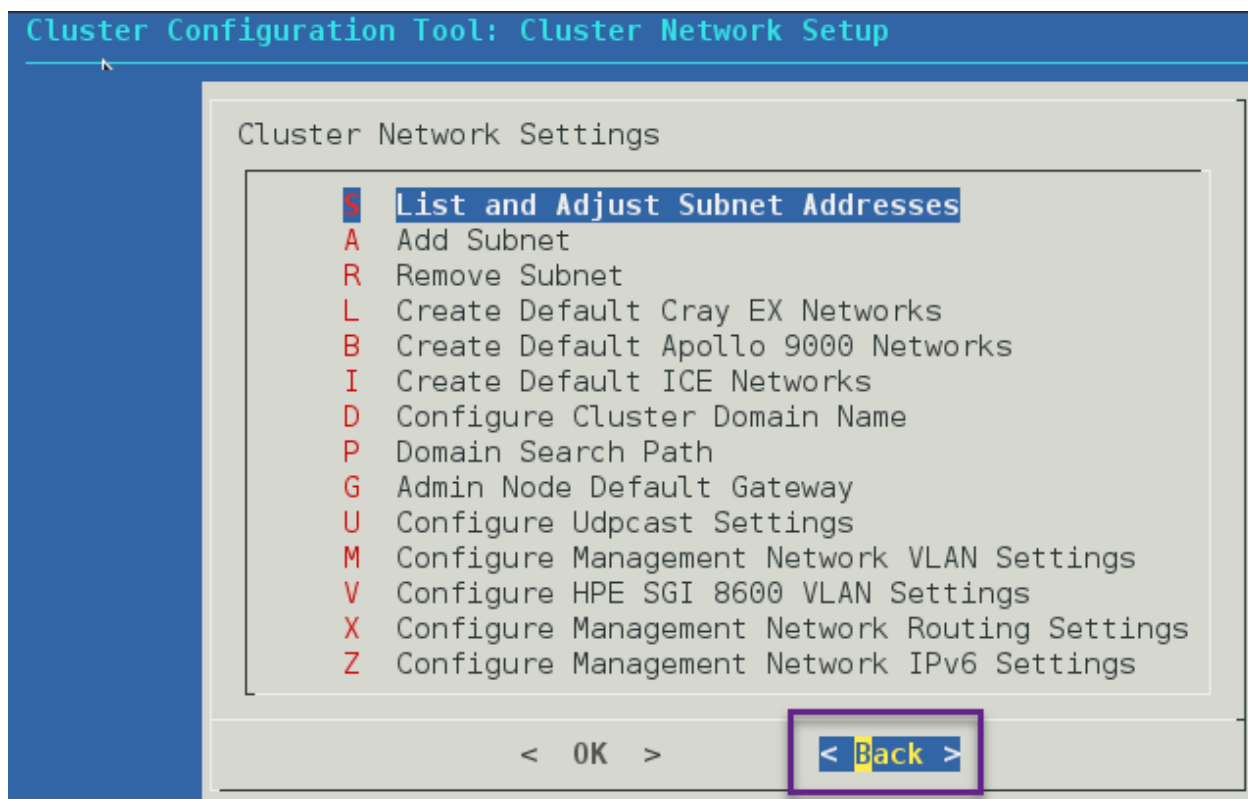 Cluster Configuration Tool: Cluster Network Setup
Cluster Network Settings
S List and Adjust Subnet Addresses
A Add Subnet
R Remove Subnet
L Create Default Cray EX Networks
B Create Default Apollo 9000 Networks
I Create Default ICE Networks
D Configure Cluster Domain Name
P Domain Search Path
G Admin Node Default Gateway
U Configure Udpcast Settings
M Configure Management Network VLAN Settings
V Configure HPE SGI 8600 VLAN Settings
X Configure Management Network Routing Settings
Z Configure Management Network IPv6 Settings
< OK > < Back >